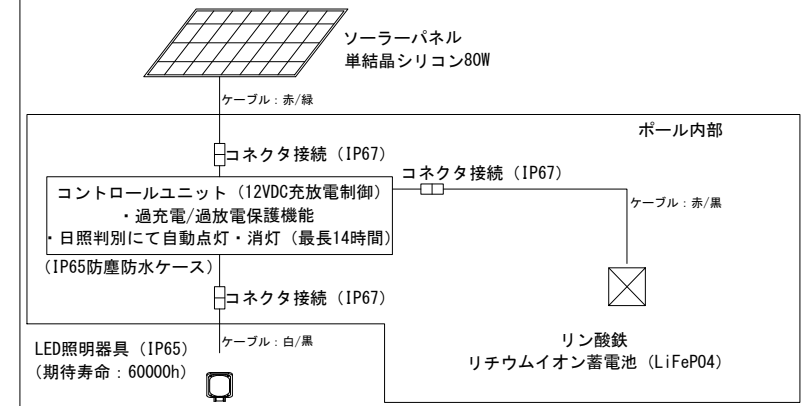 ソーラーパネル
単結晶シリコン80W
ケーブル：赤/緑
ポール内部
コネクタ接続（IP67）
コネクタ接続（IP67）
コントロールユニット（12VDC充放電制御）
・過充電/過放電保護機能
・日照判別にて自動点灯・消灯（最長14時間）
ケーブル：赤/黒
（IP65防塵防水ケース）
コネクタ接続（IP67）
ケーブル：白/黒
LED照明器具（IP65）
（期待寿命：60000h）
リン酸鉄
リチウムイオン蓄電池（LiFePO4）